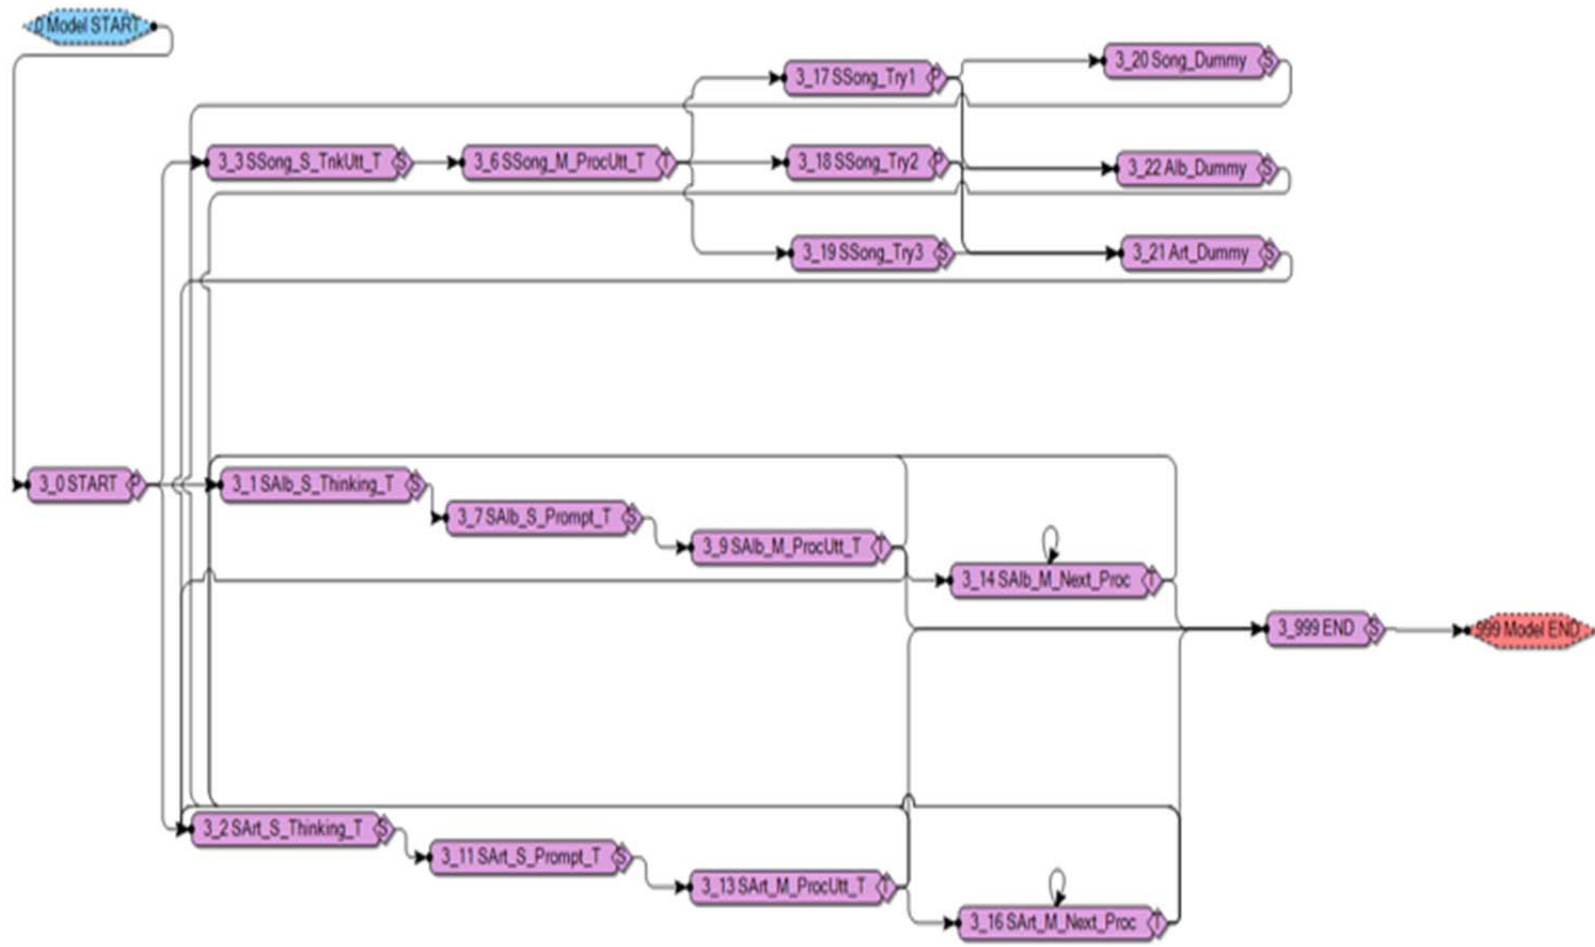 0 Model START
3_20 Song_Dummy S
3_17 SSong_Try1 P
3_3 SSong_S_TnkUtt_T S
3_6 SSong_M_ProcUtt_T T
3_18 SSong_Try2 P
3_22 Alb_Dummy S
3_19 SSong_Try3 S
3_21 Art_Dummy S
3_0 START P
3_1 SAlb_S_Thinking_T S
3_7 SAlb_S_Prompt_T S
3_9 SAlb_M_ProcUtt_T T
3_14 SAlb_M_Next_Proc T
3_999 END S
999 Model END
3_2 SArt_S_Thinking_T S
3_11 SArt_S_Prompt_T S
3_13 SArt_M_ProcUtt_T T
3_16 SArt_M_Next_Proc T